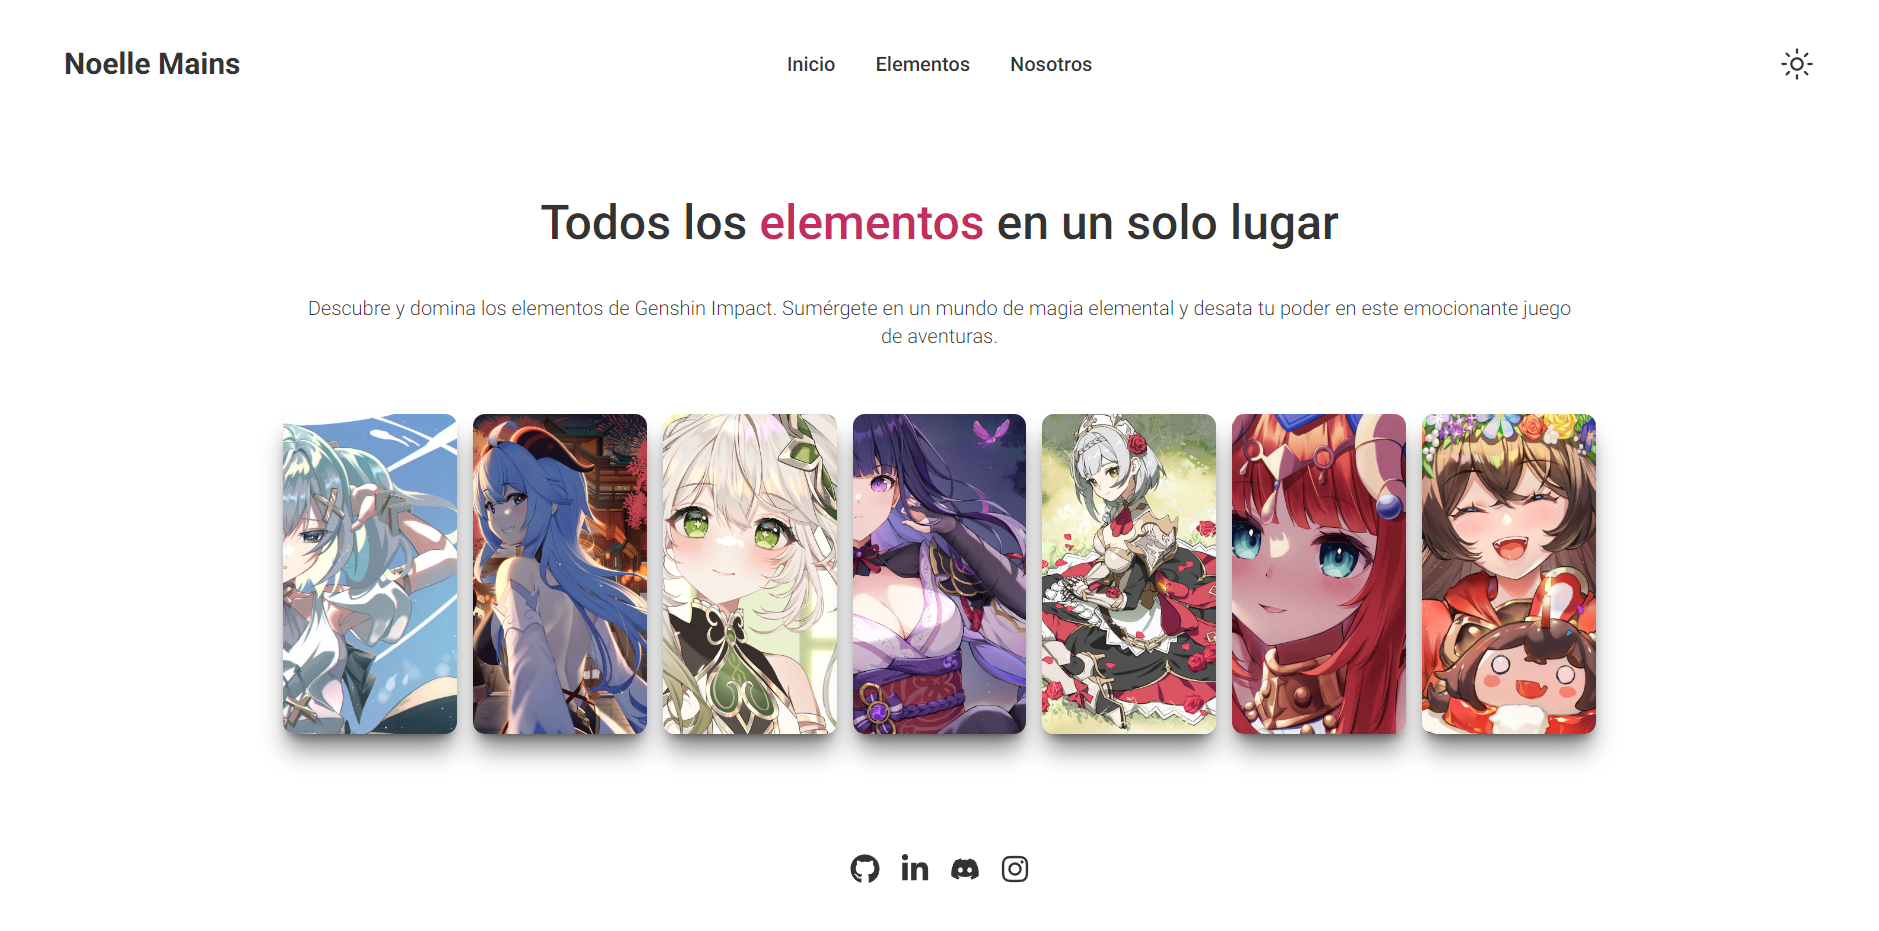 Noelle Mains
Inicio
Elementos
Nosotros
Todos los elementos en un solo lugar
Descubre y domina los elementos de Genshin Impact. Sumérgete en un mundo de magia elemental y desata tu poder en este emocionante juego
de aventuras.